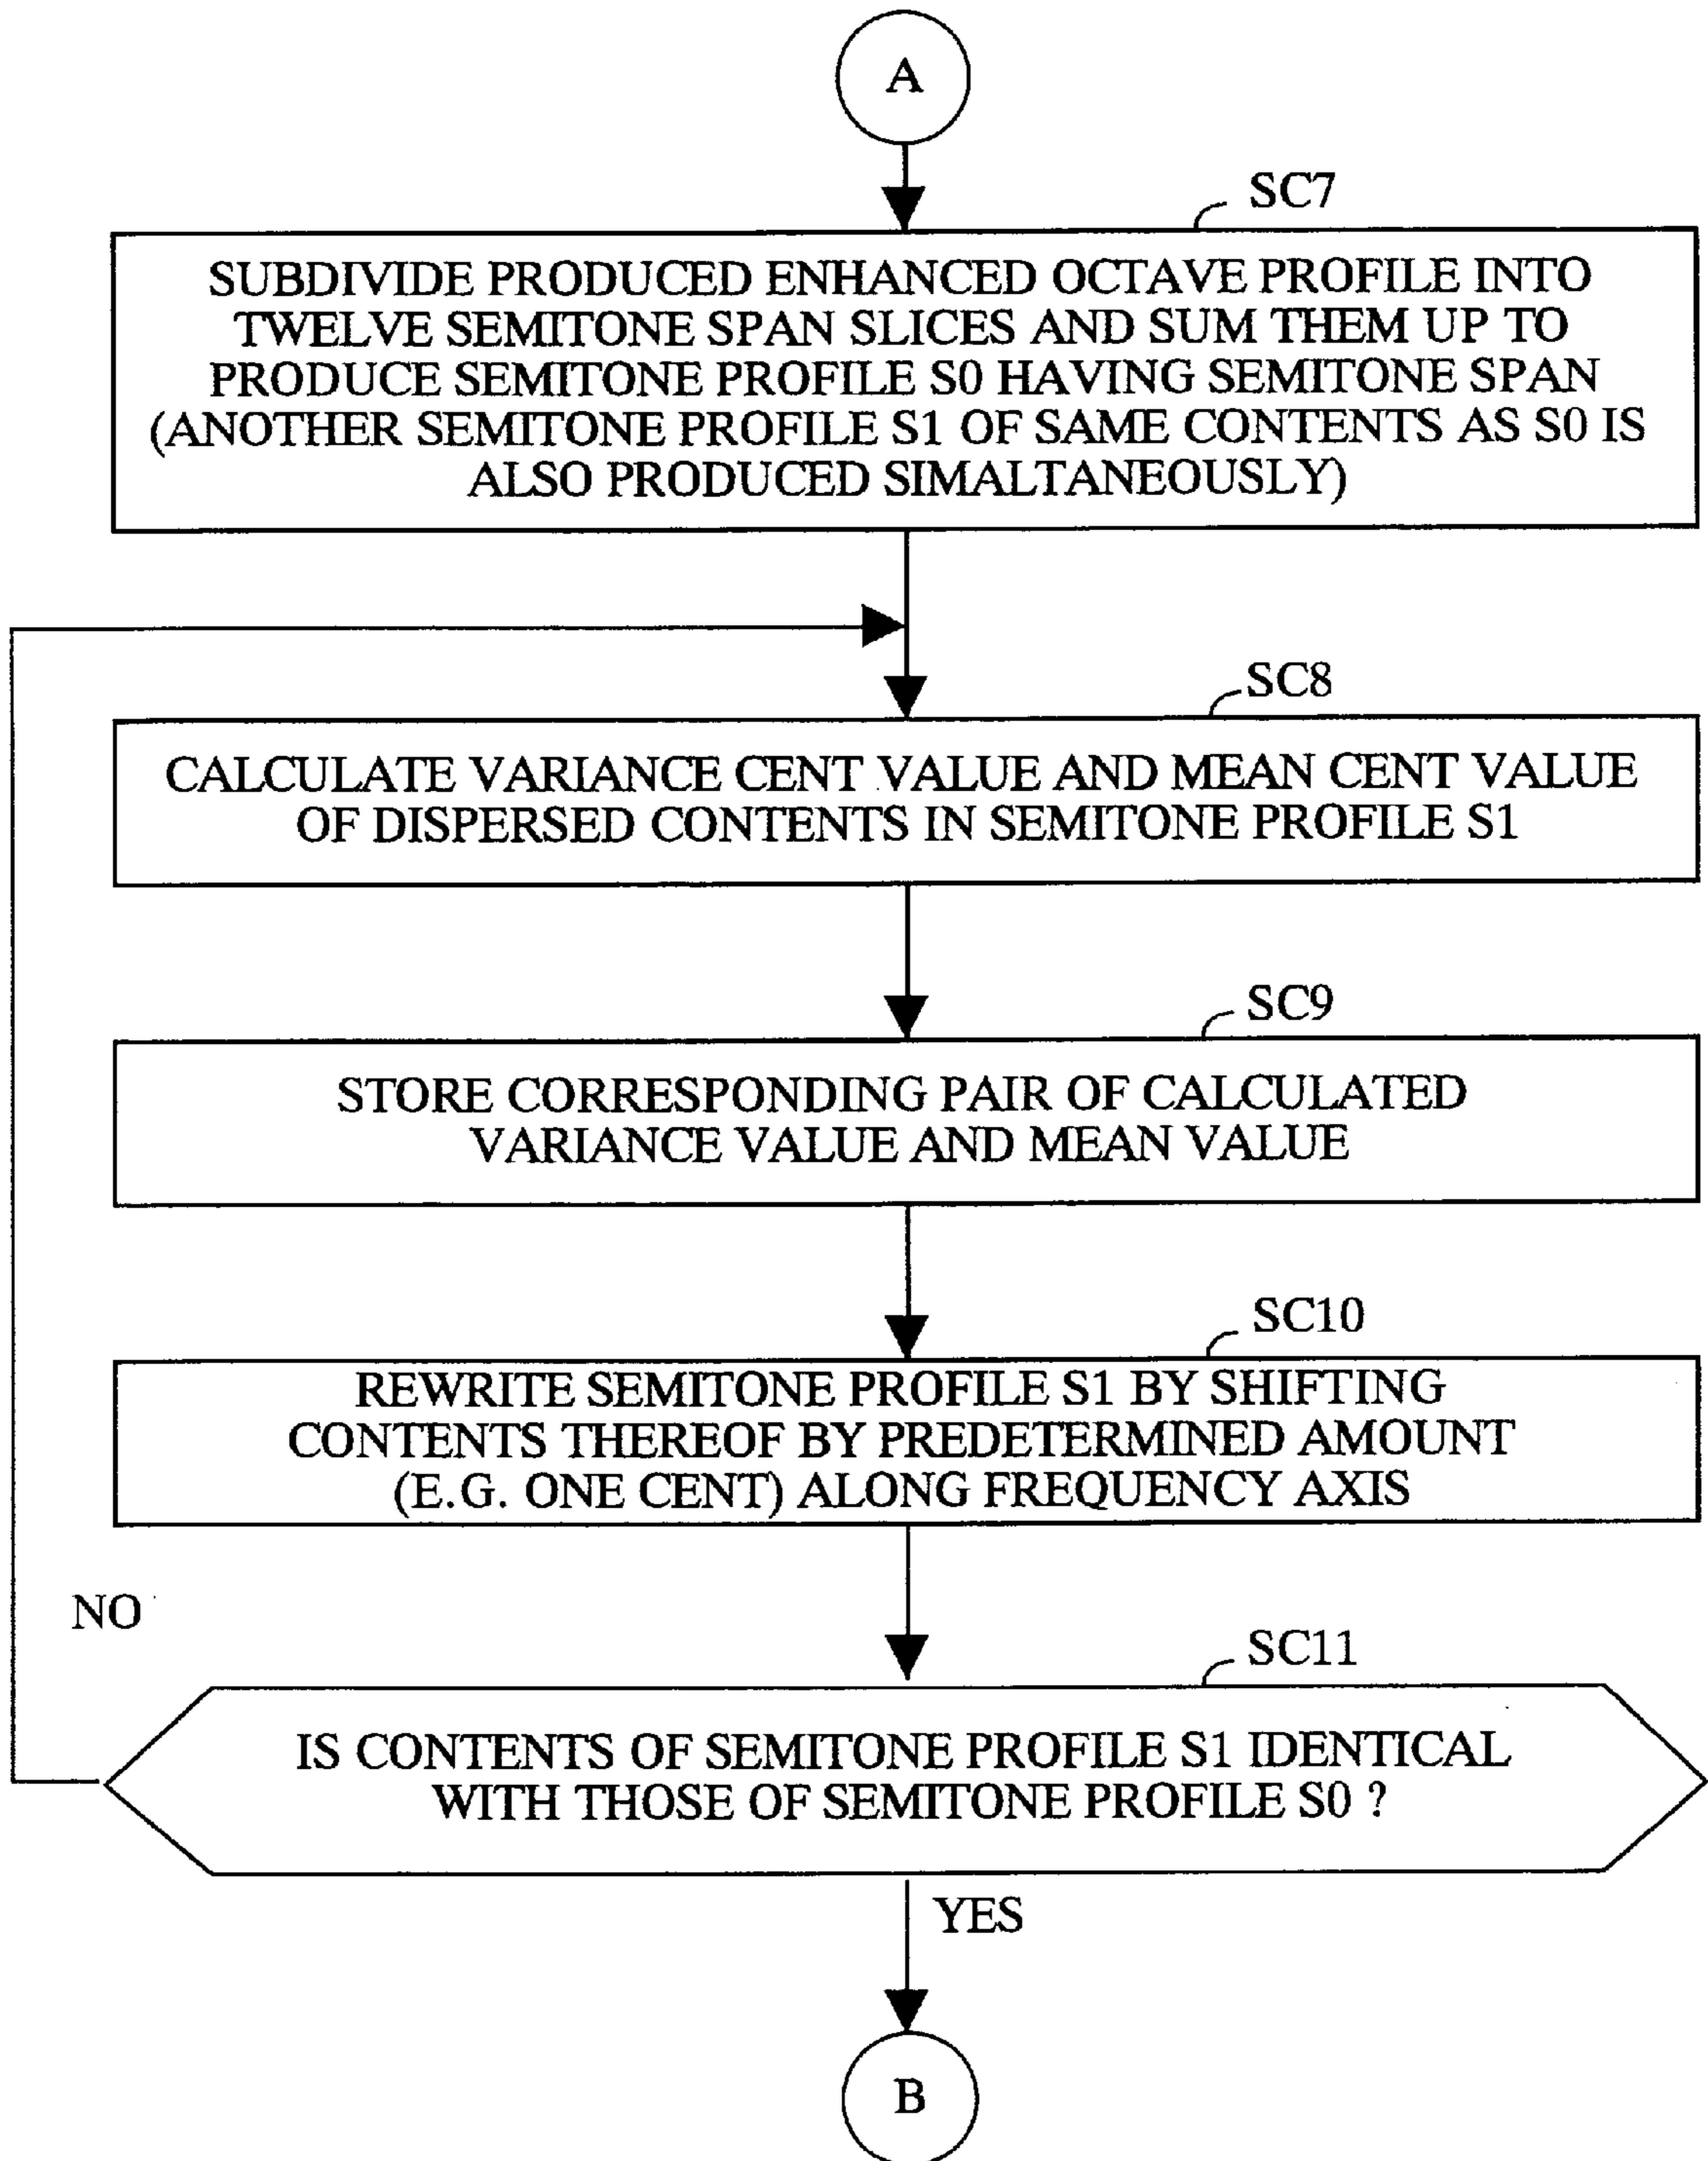 A
SC7
SUBDIVIDE PRODUCED ENHANCED OCTAVE PROFILE INTO
TWELVE SEMITONE SPAN SLICES AND SUM THEM UP TO
PRODUCE SEMITONE PROFILE S0 HAVING SEMITONE SPAN
(ANOTHER SEMITONE PROFILE S1 OF SAME CONTENTS AS S0 IS
ALSO PRODUCED SIMALTANEOUSLY)
SC8
CALCULATE VARIANCE CENT VALUE AND MEAN CENT VALUE
OF DISPERSED CONTENTS IN SEMITONE PROFILE S1
SC9
STORE CORRESPONDING PAIR OF CALCULATED
VARIANCE VALUE AND MEAN VALUE
SC10
REWRITE SEMITONE PROFILE S1 BY SHIFTING
CONTENTS THEREOF BY PREDETERMINED AMOUNT
(E.G. ONE CENT) ALONG FREQUENCY AXIS
NO
SC11
IS CONTENTS OF SEMITONE PROFILE S1 IDENTICAL
WITH THOSE OF SEMITONE PROFILE S0 ?
YES
B